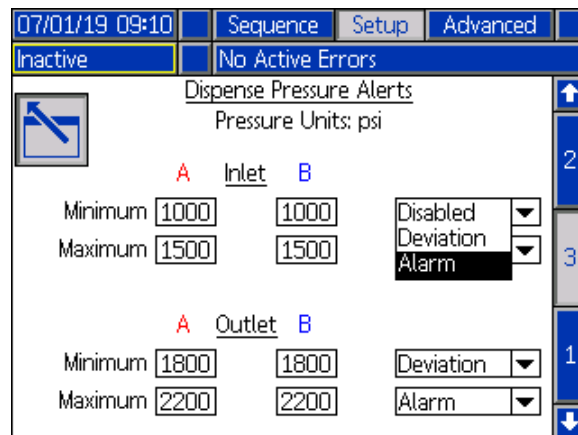 07/01/19 09:10 Sequence Setup Advanced
Inactive No Active Errors
Dispense Pressure Alerts
Pressure Units: psi
A Inlet B
Minimum 1000 1000 Disabled
Deviation
Maximum 1500 1500
Alarm
A Outlet B
Minimum 1800 1800 Deviation
Maximum 2200 2200 Alarm
2
3
1